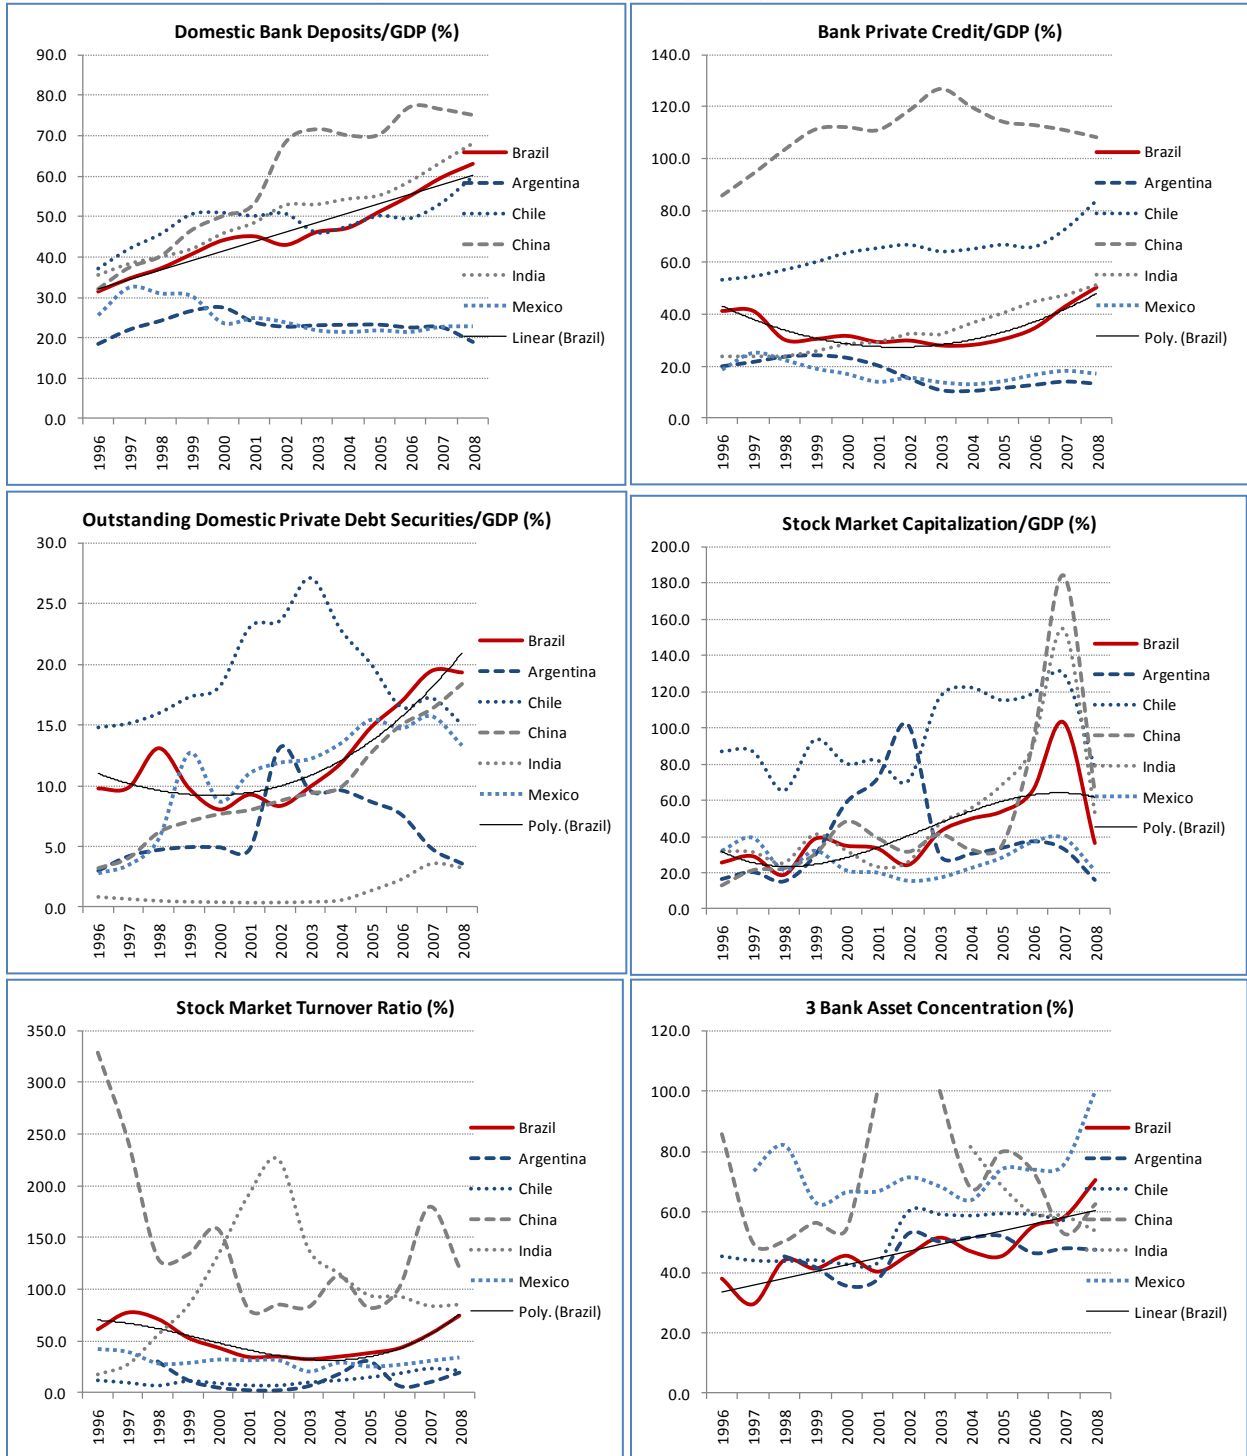 Domestic Bank Deposits/GDP (%)
90.0
80.0
70.0
60.0
50.0
40.0
30.0
20.0
10.0
0.0
Brazil
Argentina
Chile
China
India
Mexico
Linear (Brazil)
1996 1997 1998 1999 2000 2001 2002 2003 2004 2005 2006 2007 2008
Bank Private Credit/GDP (%)
140.0
120.0
100.0
80.0
60.0
40.0
20.0
0.0
Brazil
Argentina
Chile
China
India
Mexico
Poly. (Brazil)
1996 1997 1998 1999 2000 2001 2002 2003 2004 2005 2006 2007 2008
Outstanding Domestic Private Debt Securities/GDP (%)
30.0
25.0
20.0
15.0
10.0
5.0
0.0
Brazil
Argentina
Chile
China
India
Mexico
Poly. (Brazil)
1996 1997 1998 1999 2000 2001 2002 2003 2004 2005 2006 2007 2008
Stock Market Capitalization/GDP (%)
200.0
180.0
160.0
140.0
120.0
100.0
80.0
60.0
40.0
20.0
0.0
Brazil
Argentina
Chile
China
India
Mexico
Poly. (Brazil)
1996 1997 1998 1999 2000 2001 2002 2003 2004 2005 2006 2007 2008
Stock Market Turnover Ratio (%)
350.0
300.0
250.0
200.0
150.0
100.0
50.0
0.0
Brazil
Argentina
Chile
China
India
Mexico
Poly. (Brazil)
1996 1997 1998 1999 2000 2001 2002 2003 2004 2005 2006 2007 2008
3 Bank Asset Concentration (%)
120.0
100.0
80.0
60.0
40.0
20.0
0.0
Brazil
Argentina
Chile
China
India
Mexico
Linear (Brazil)
1996 1997 1998 1999 2000 2001 2002 2003 2004 2005 2006 2007 2008